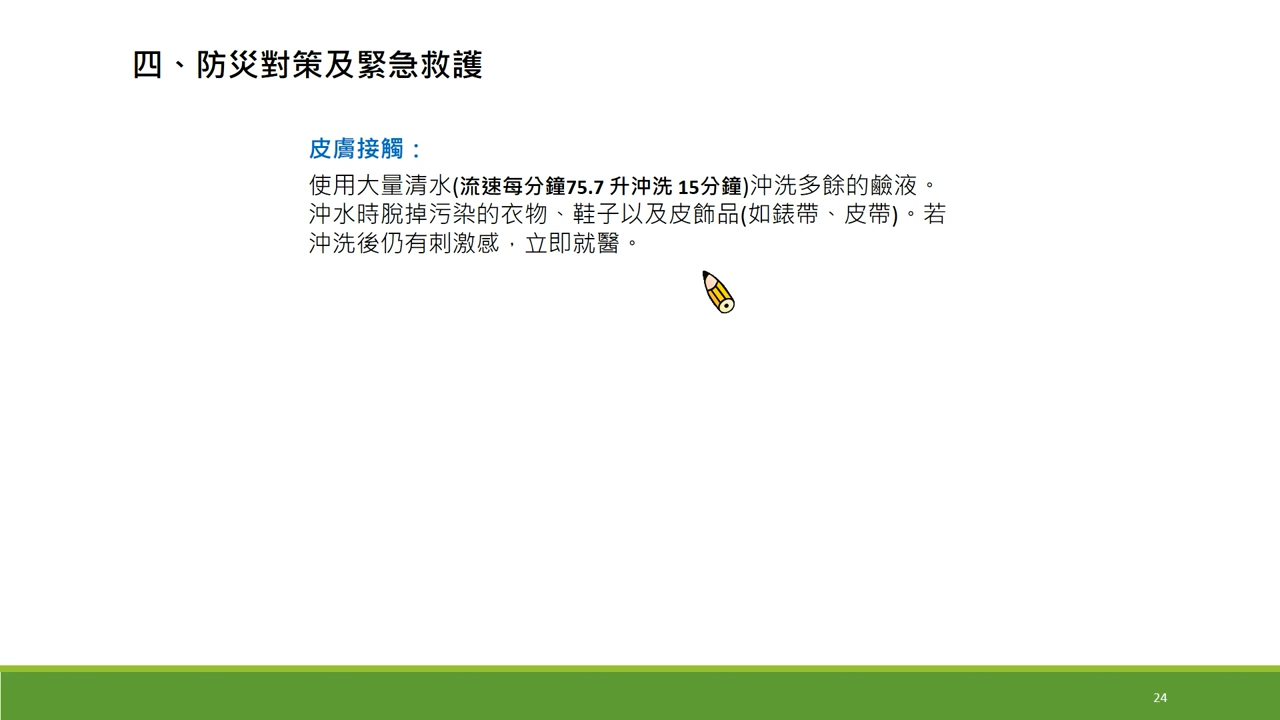 四、防災對策及緊急救護
皮膚接觸：
使用大量清水(流速每分鐘75.7 升沖洗 15分鐘)沖洗多餘的鹼液。
沖水時脫掉污染的衣物、鞋子以及皮飾品(如錶帶、皮帶)。若
沖洗後仍有刺激感，立即就醫。
24